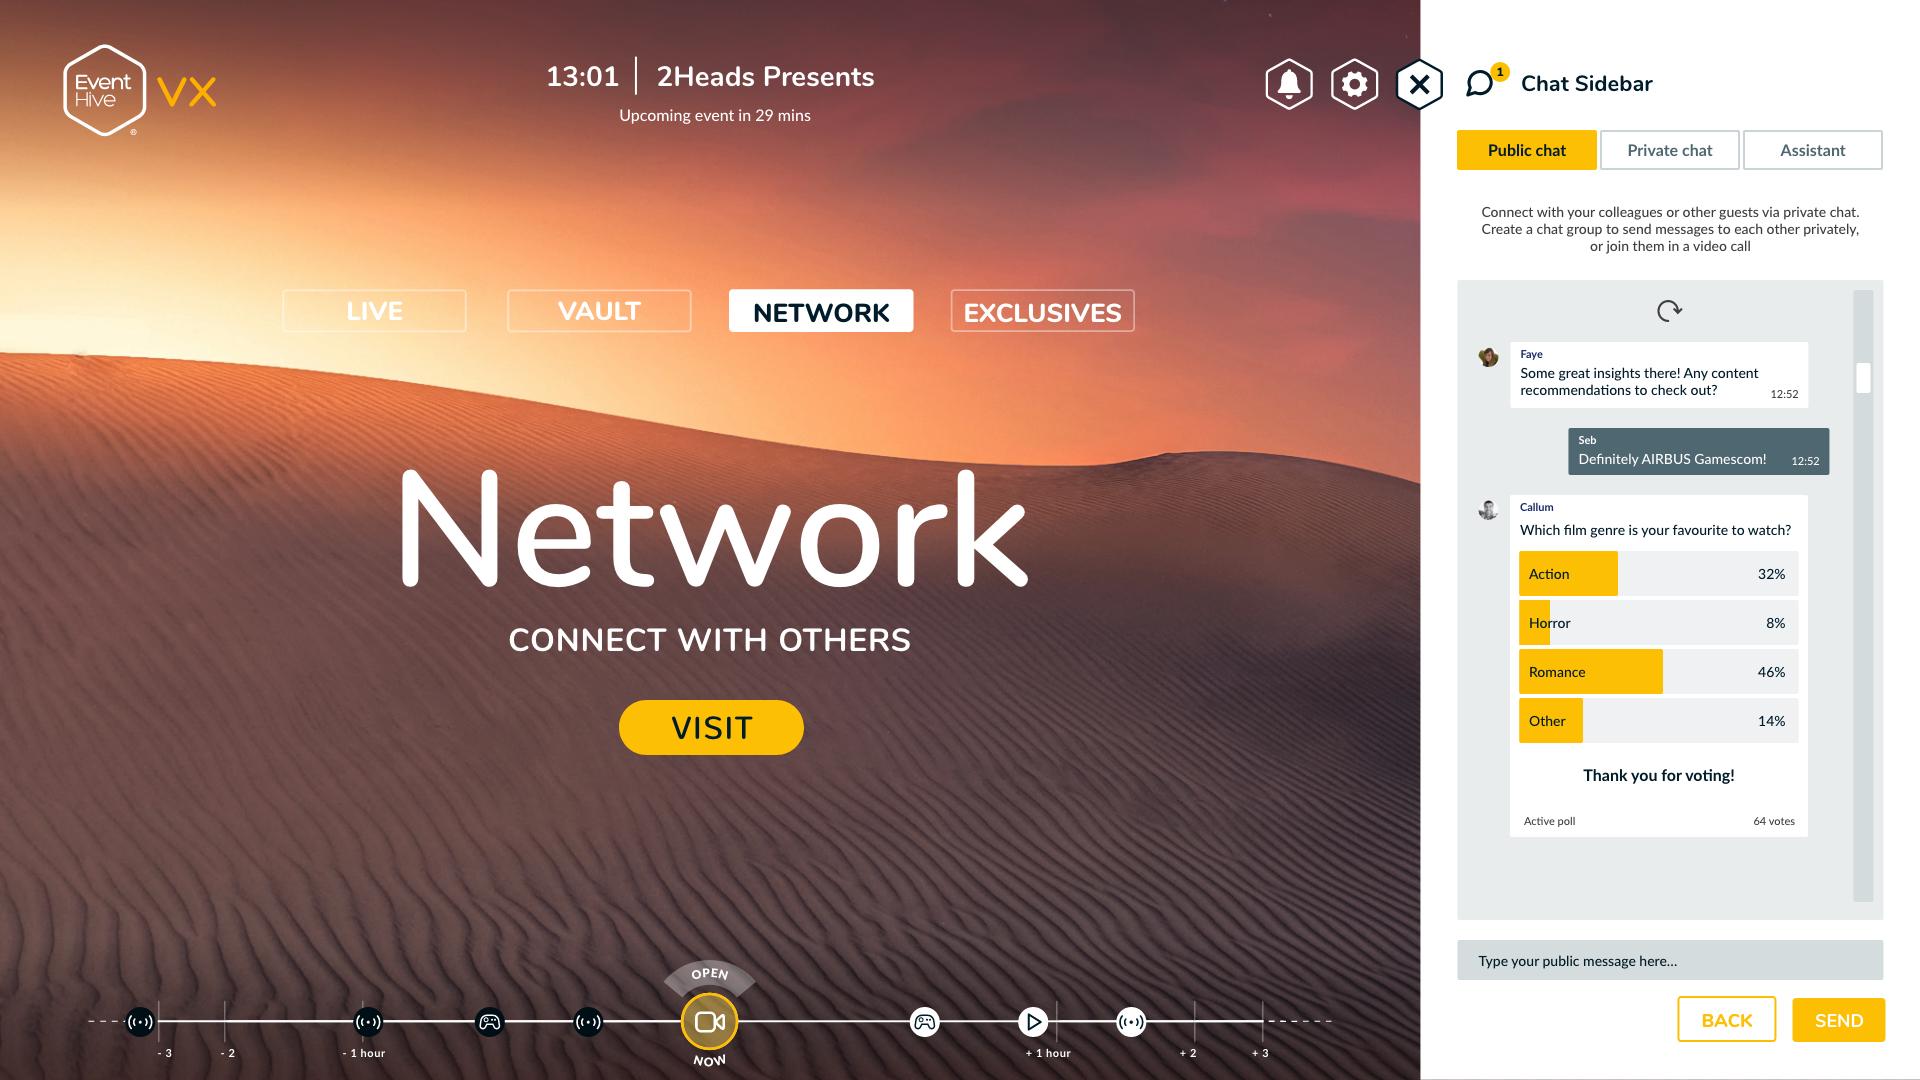 Event
Hive
®
VX
13:01
2Heads Presents
Upcoming event in 29 mins
1
Chat Sidebar
Public chat
Private chat
Assistant
Connect with your colleagues or other guests via private chat.
Create a chat group to send messages to each other privately,
or join them in a video call
LIVE
VAULT
NETWORK
EXCLUSIVES
Network
CONNECT WITH OTHERS
VISIT
Faye
Some great insights there! Any content
recommendations to check out?
12:52
Seb
Definitely AIRBUS Gamescom!
12:52
Callum
Which film genre is your favourite to watch?
Action 32%
Horror 8%
Romance 46%
Other 14%
Thank you for voting!
Active poll
64 votes
Type your public message here...
BACK
SEND
OPEN
NOW
- 3
- 2
- 1 hour
+ 1 hour
+ 2
+ 3